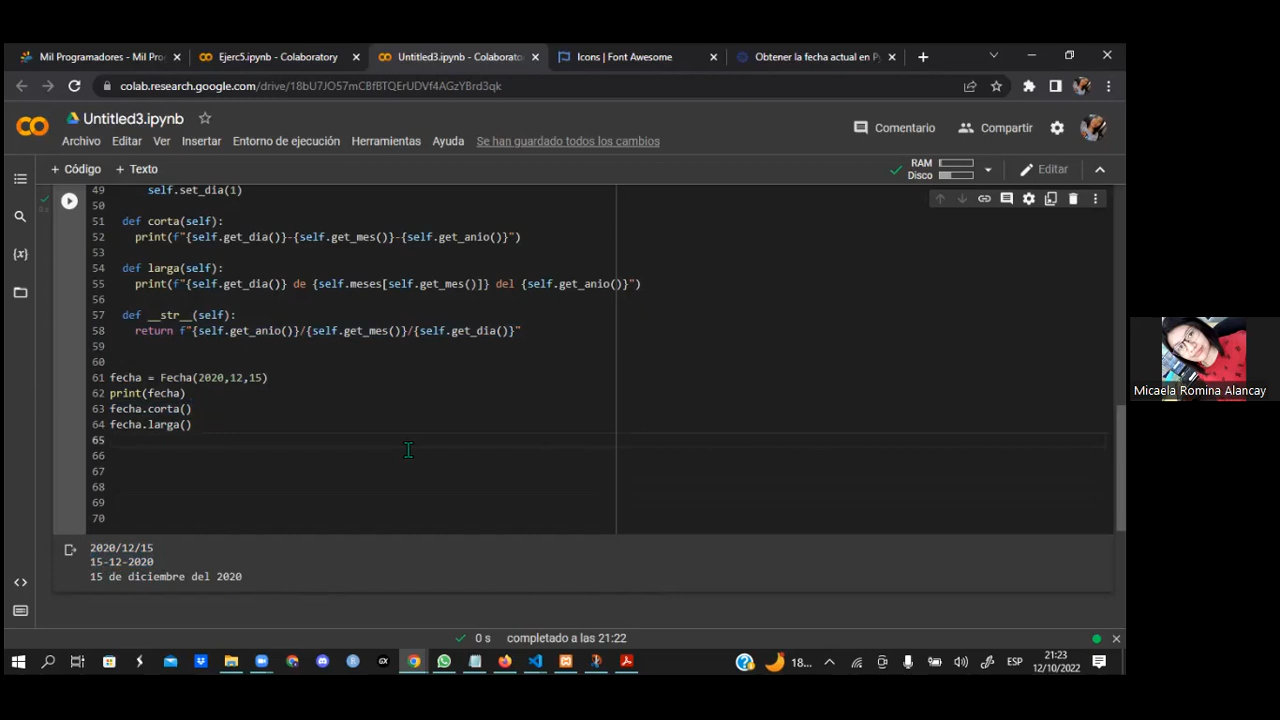 Mil Programadores - Mil Pro
Ejerc5.ipynb - Colaboratory
Untitled3.ipynb - Colaborato
Icons | Font Awesome
Obtener la fecha actual en Py
colab.research.google.com/drive/18bU7JO57mCBfBTQErUDVf4AGzYBrd3qk
CO
Untitled3.ipynb
Archivo Editar Ver Insertar Entorno de ejecución Herramientas Ayuda Se han guardado todos los cambios
Comentario Compartir
+ Código + Texto
RAM
Disco
Editar
49 self.set_dia(1)
50
51 def corta(self):
52 print(f"{self.get_dia()}-{self.get_mes()}-{self.get_anio()}")
53
54 def larga(self):
55 print(f"{self.get_dia()} de {self.meses[self.get_mes()]} del {self.get_anio()}")
56
57 def __str__(self):
58 return f"{self.get_anio()}/{self.get_mes()}/{self.get_dia()}"
59
60
61 fecha = Fecha(2020,12,15)
62 print(fecha)
63 fecha.corta()
64 fecha.larga()
65
66
67
68
69
70
0s
{x}
2020/12/15
15-12-2020
15 de diciembre del 2020
<>
0 s completado a las 21:22
Micaela Romina Alancay
GX
18...
ESP
21:23
12/10/2022